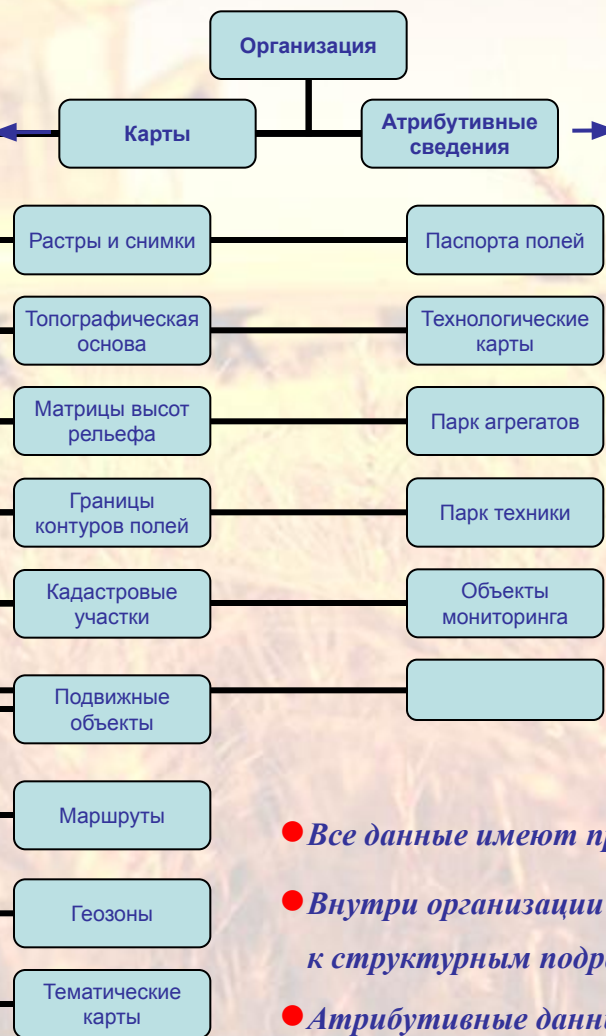 Организация
Карты
Атрибутивные
сведения
Растры и снимки
Паспорта полей
Топографическая
основа
Технологические
карты
Матрицы высот
рельефа
Парк агрегатов
Границы
контуров полей
Парк техники
Кадастровые
участки
Объекты
мониторинга
Подвижные
объекты
Маршруты
Геозоны
Тематические
карты
Все данные имеют
Внутри организации
к структурным
Атрибутивные